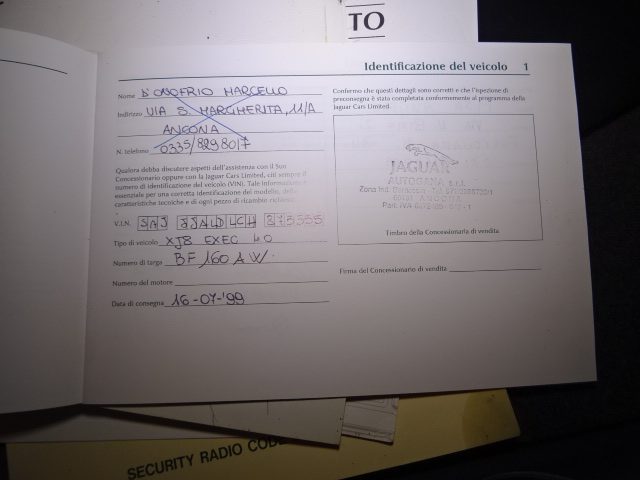 TO
Identificazione del veicolo 1
Nome D'ONOFRIO MARCELLO
Indirizzo VIA S. MARGHERITA, 11/A
ANCONA
N. telefono 0335/8298017
Qualora debba discutere aspetti dell'assistenza con il Suo
Concessionario oppure con la Jaguar Cars Limited, citi sempre il
numero di identificazione del veicolo (VIN). Tale informazione è
essenziale per una corretta identificazione del modello, delle
caratteristiche tecniche e di ogni pezzo di ricambio richiesto.
V.I.N. SAJ
Tipo di veicolo XJ8 EXEC 4.0
Numero di targa BF 160 AW
Numero del motore
Data di consegna 16-07-'99
Confermo che questi dettagli sono corretti e che l'ispezione di
preconsegna è stata completata conformemente al programma della
Jaguar Cars Limited.
JAGUAR
AUTOGANA s.r.l.
Zona Ind.
ANCONA
Part. IVA
Timbro della Concessionaria di vendita
Firma del Concessionario di vendita
SECURITY RADIO